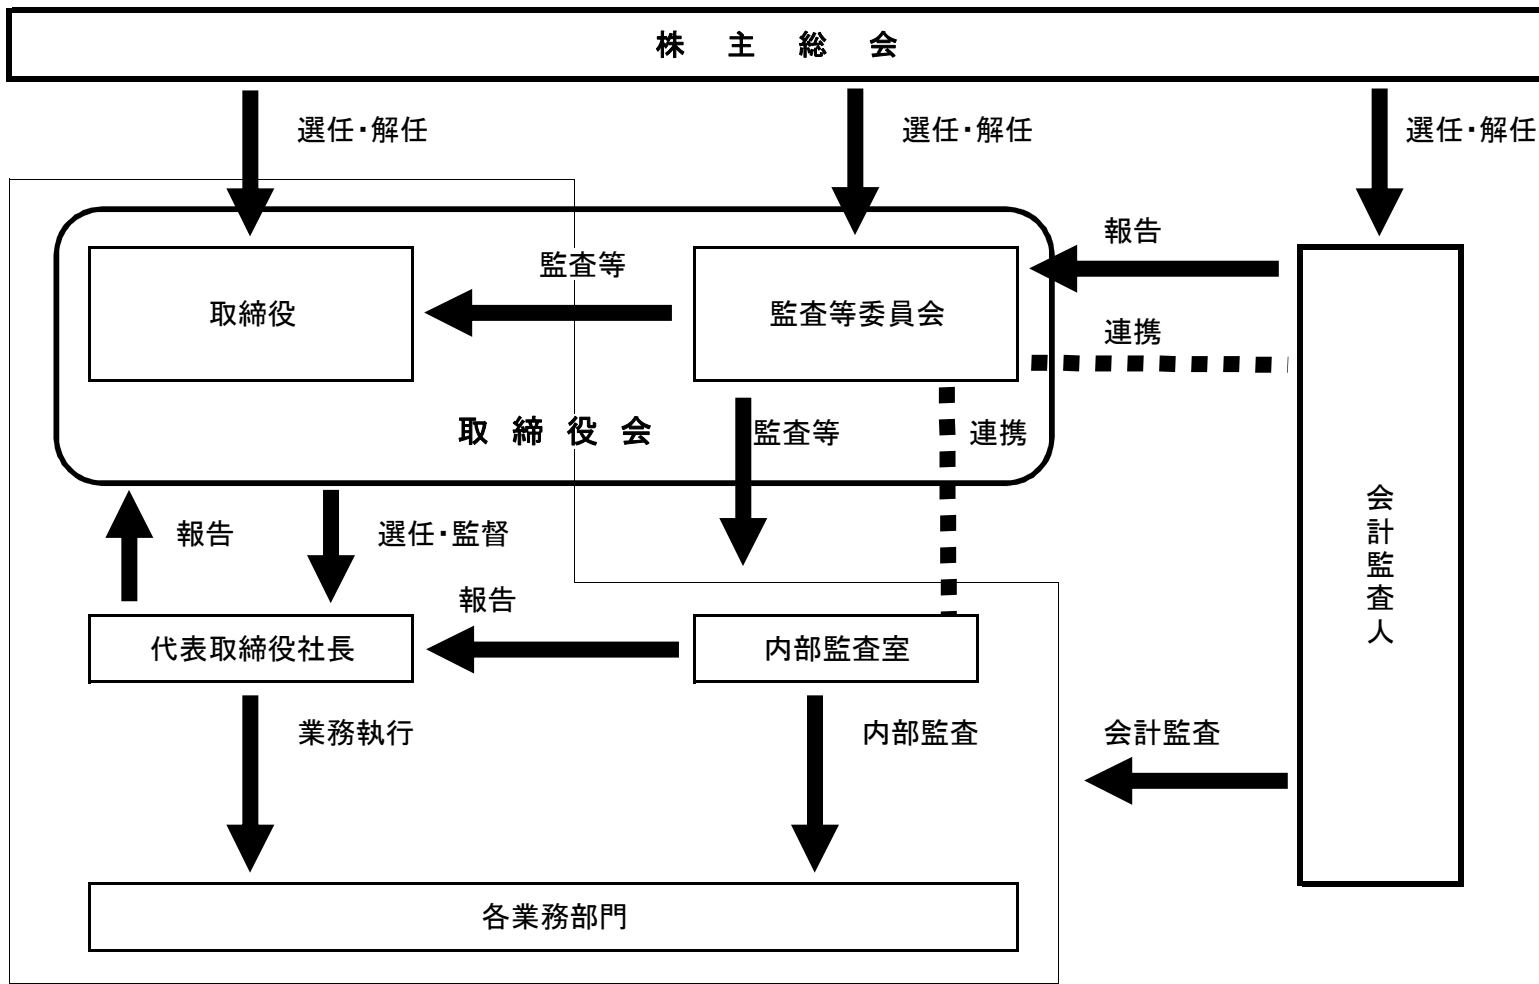 株主総会
選任・解任
選任・解任
選任・解任
報告
監査等
取締役
監査等委員会
連携
取締役会
監査等
連携
報告
選任・監督
会計監査人
報告
代表取締役社長
内部監査室
業務執行
内部監査
会計監査
各業務部門